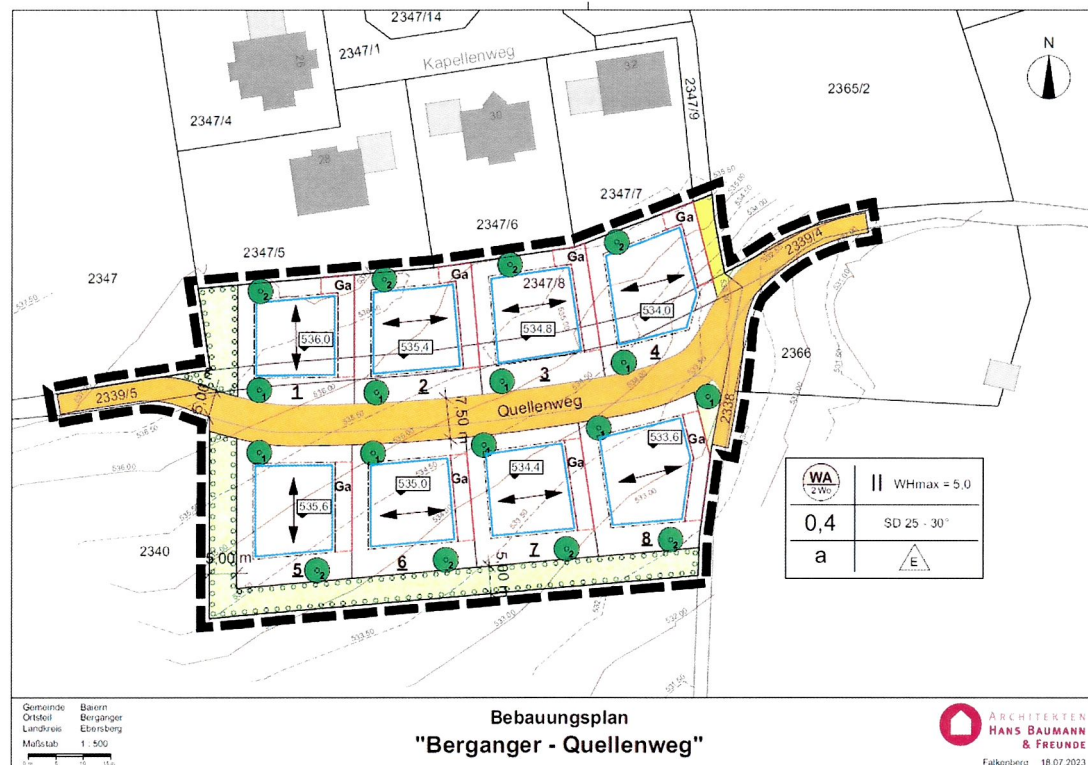 2347/14
2347/1
Kapellenweg
26
32
N
2347/9
2365/2
2347/4
30
28
2347/7
2347/6
2347/5
2347
Ga
Ga
Ga
Ga
2339/4
2347/8
536,0
535,4
534,8
534,0
2366
2339/5
1
2
3
4
Quellenweg
7,50 m
5,00 m
2338
533,6
534,4
535,0
535,6
Ga
Ga
Ga
Ga
2340
5,00 m
5
6
7
8
5,00 m
WA
2 Wo
II WHmax = 5,0
0,4
SD 25 - 30°
a
E
Gemeinde Baiern
Ortsteil Berganger
Landkreis Ebersberg
Maßstab 1 : 500
Bebauungsplan
"Berganger - Quellenweg"
ARCHITEKTEN
HANS BAUMANN
& FREUNDE
Falkenberg 18.07.2023